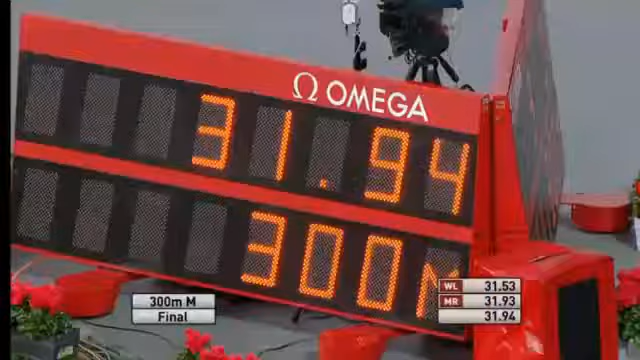 Ω OMEGA
31.94
300M
300m M
Final
WL 31.53
MR 31.93
31.94